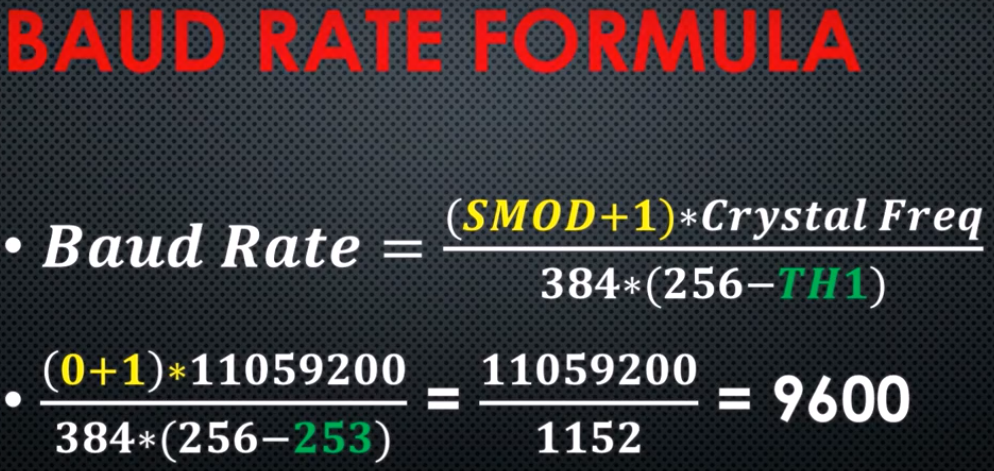 BAUD RATE FORMULA
• Baud Rate = (SMOD+1)*Crystal Freq
384*(256−TH1)
• (0+1)*11059200 = 11059200 = 9600
384*(256−253) 1152